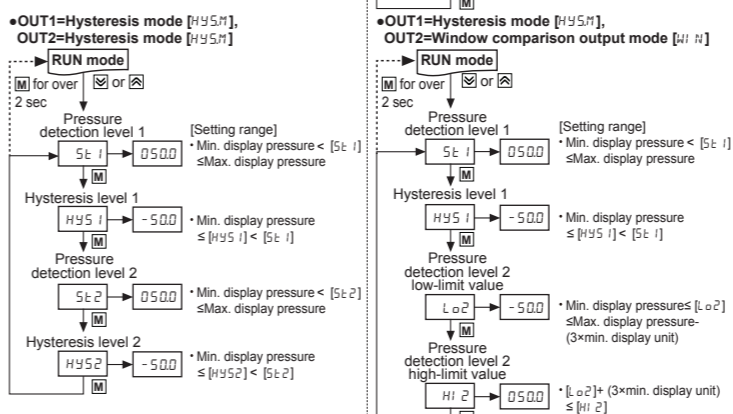 ●OUT1=Hysteresis mode [HYS.M],
OUT2=Hysteresis mode [HYS.M]
RUN mode
M for over
2 sec
or
Pressure
detection level 1
[Setting range]
St 1
050.0
• Min. display pressure < [St 1]
≤Max. display pressure
M
Hysteresis level 1
HYS 1
-50.0
• Min. display pressure
≤ [HYS 1] < [St 1]
M
Pressure
detection level 2
St2
050.0
• Min. display pressure < [St2]
≤Max. display pressure
M
Hysteresis level 2
HYS2
-50.0
• Min. display pressure
≤ [HYS2] < [St2]
M
M
●OUT1=Hysteresis mode [HYS.M],
OUT2=Window comparison output mode [WI N]
RUN mode
M for over
2 sec
or
Pressure
detection level 1
[Setting range]
St 1
050.0
• Min. display pressure < [St 1]
≤Max. display pressure
M
Hysteresis level 1
HYS 1
-50.0
• Min. display pressure
≤ [HYS 1] < [St 1]
M
Pressure
detection level 2
low-limit value
Lo2
-50.0
• Min. display pressure≤ [Lo2]
≤Max. display pressure-
(3×min. display unit)
M
Pressure
detection level 2
high-limit value
HI 2
050.0
• [Lo2]+ (3×min. display unit)
≤ [HI 2]